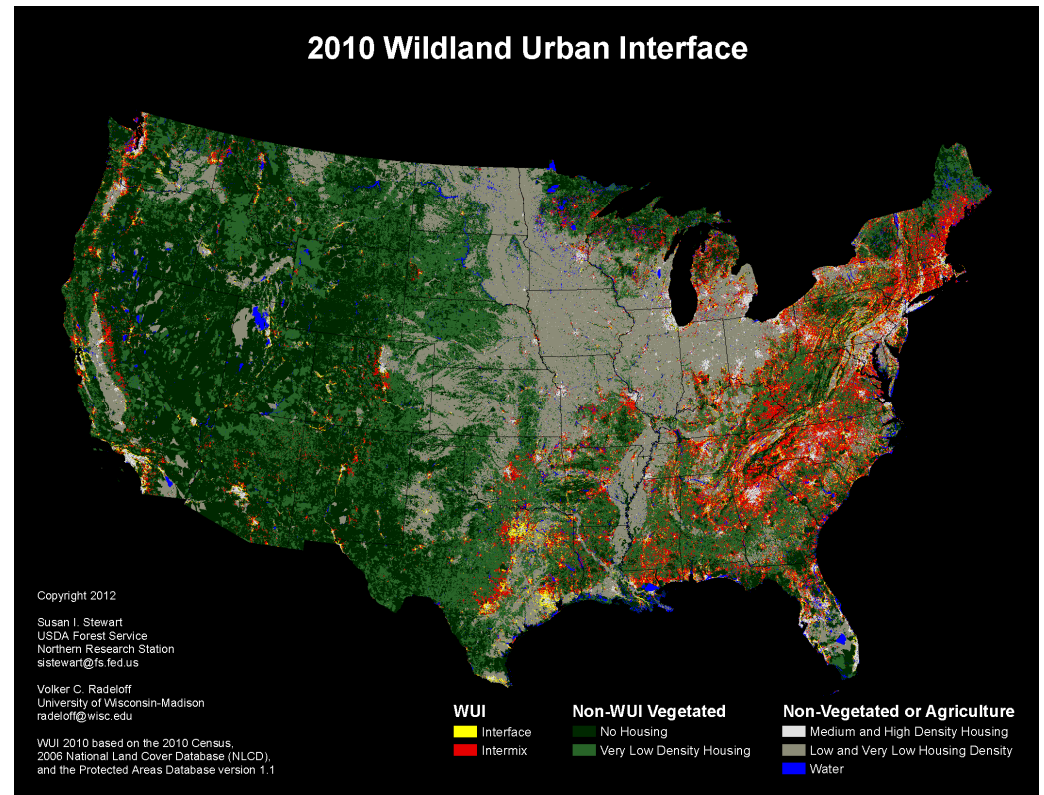 2010 Wildland Urban Interface
Copyright 2012
Susan I. Stewart
USDA Forest Service
Northern Research Station
sistewart@fs.fed.us
Volker C. Radeloff
University of Wisconsin-Madison
radeloff@wisc.edu
WUI 2010 based on the 2010 Census,
2006 National Land Cover Database (NLCD),
and the Protected Areas Database version 1.1
WUI
Interface
Intermix
Non-WUI Vegetated
No Housing
Very Low Density Housing
Non-Vegetated or Agriculture
Medium and High Density Housing
Low and Very Low Housing Density
Water